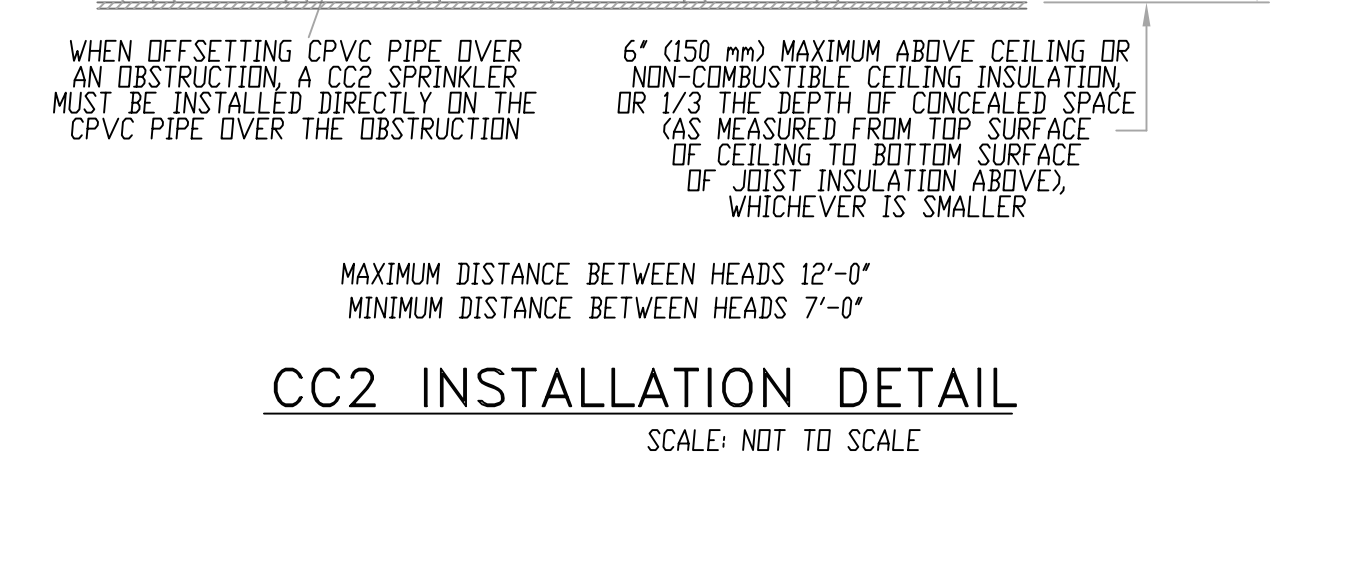 WHEN OFFSETTING CPVC PIPE OVER
AN OBSTRUCTION, A CC2 SPRINKLER
MUST BE INSTALLED DIRECTLY ON THE
CPVC PIPE OVER THE OBSTRUCTION
6" (150 mm) MAXIMUM ABOVE CEILING OR
NON-COMBUSTIBLE CEILING INSULATION,
OR 1/3 THE DEPTH OF CONCEALED SPACE
(AS MEASURED FROM TOP SURFACE
OF CEILING TO BOTTOM SURFACE
OF JOIST INSULATION ABOVE),
WHICHEVER IS SMALLER
MAXIMUM DISTANCE BETWEEN HEADS 12'-0"
MINIMUM DISTANCE BETWEEN HEADS 7'-0"
CC2 INSTALLATION DETAIL
SCALE: NOT TO SCALE